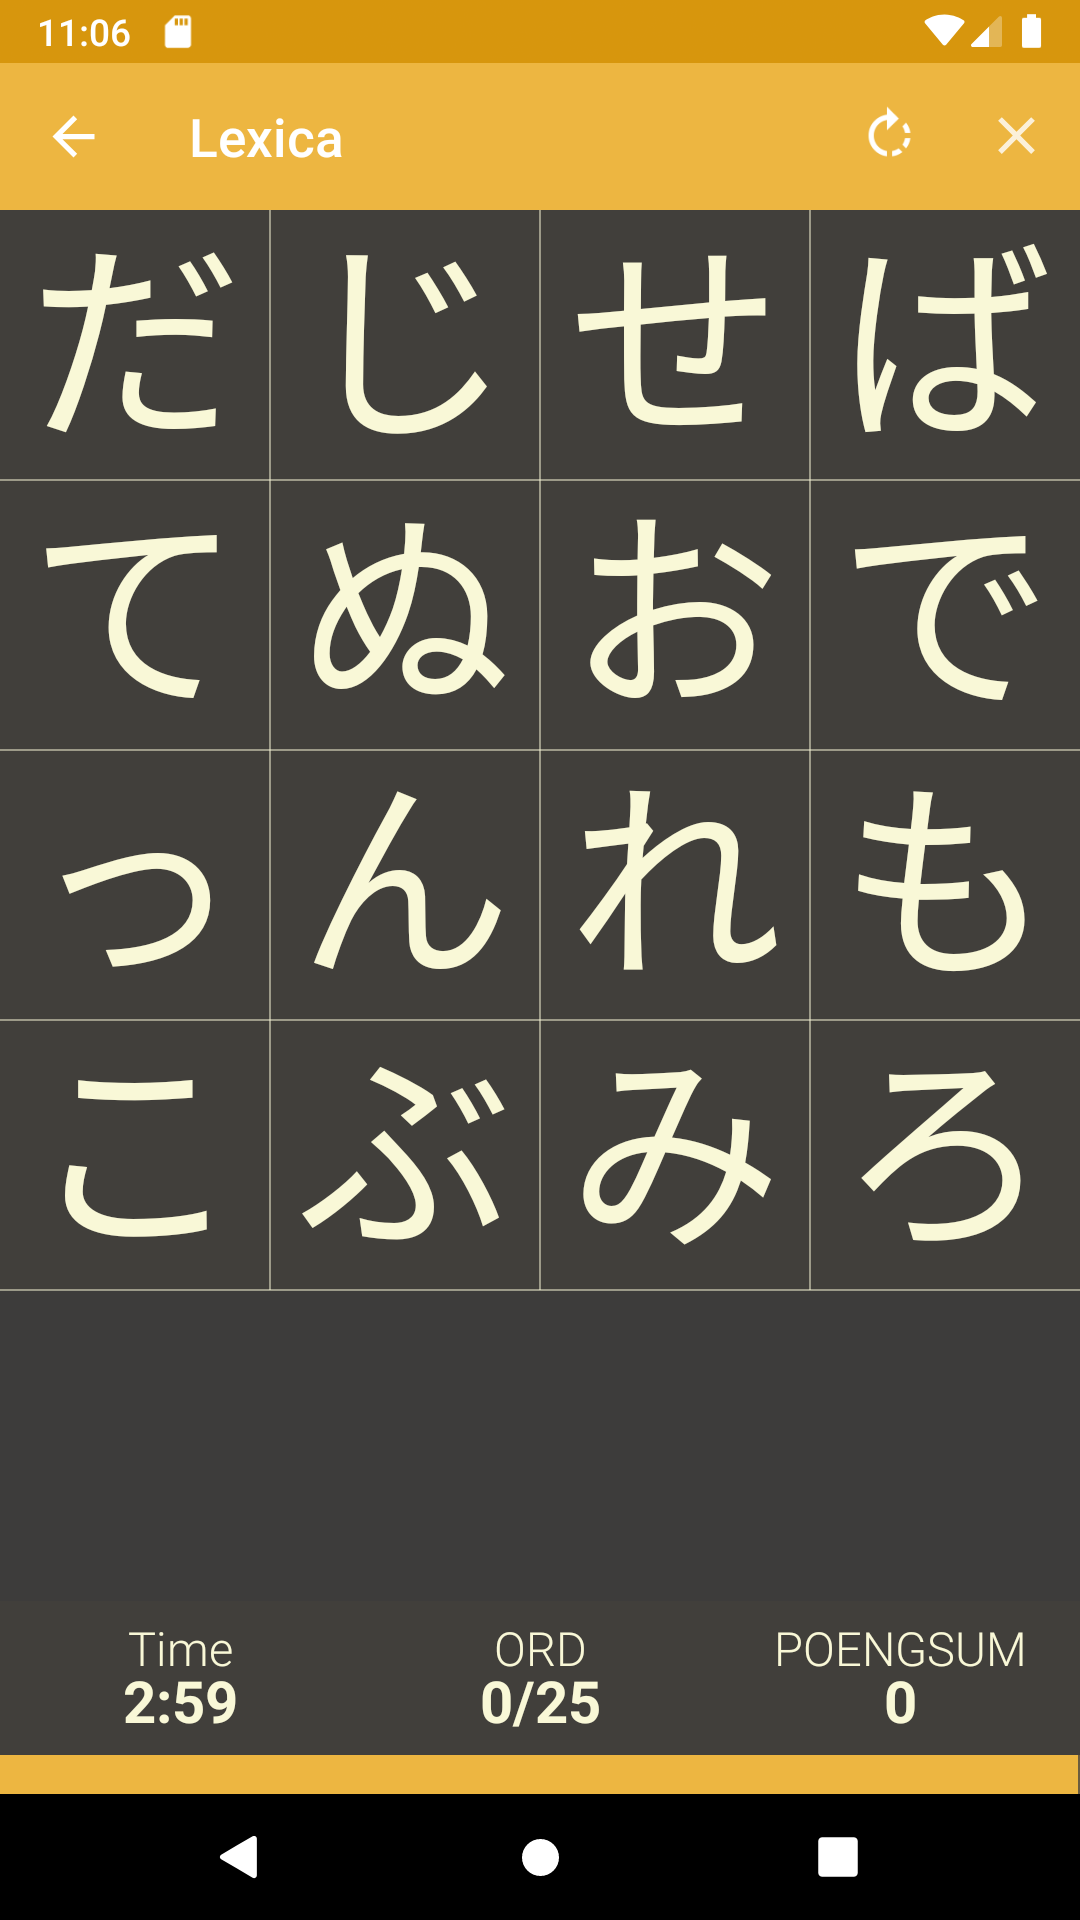 11:06
Lexica
だ じ せ ば
て ぬ お で
っ ん れ も
こ ぶ み ろ
Time ORD POENGSUM
2:59 0/25 0